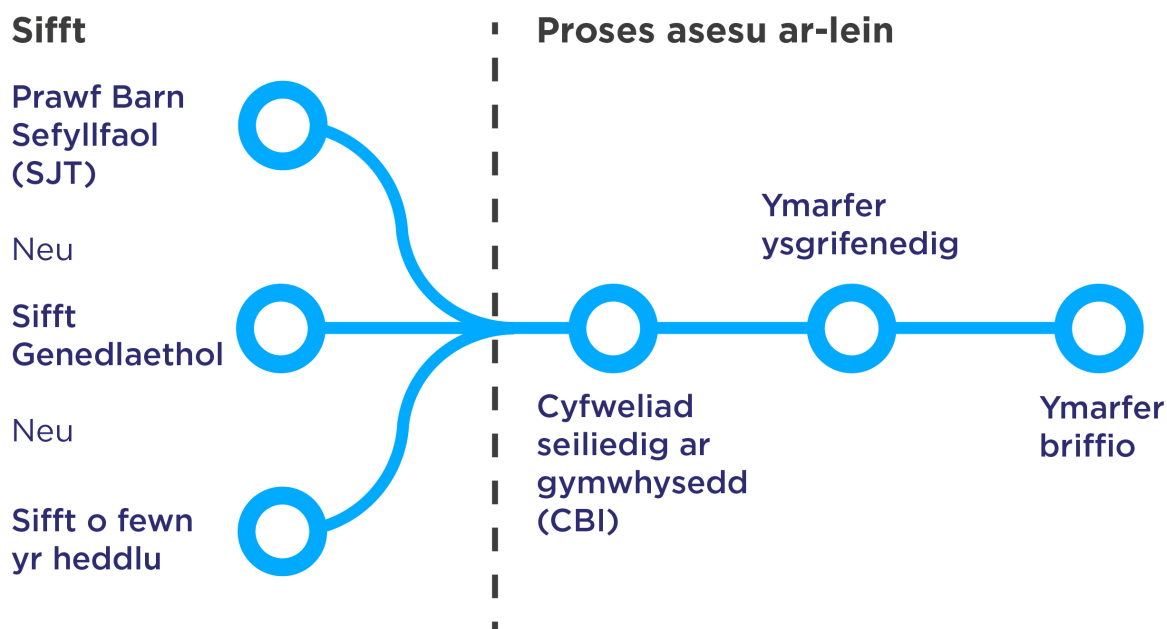 Sifft
Prawf Barn
Sefyllfaol
(SJT)
Neu
Sifft
Genedlaethol
Neu
Sifft o fewn
yr heddlu
Proses asesu ar-lein
Cyfweliad
seiliedig ar
gymwhysedd
(CBI)
Ymarfer
ysgrifenedig
Ymarfer
briffio